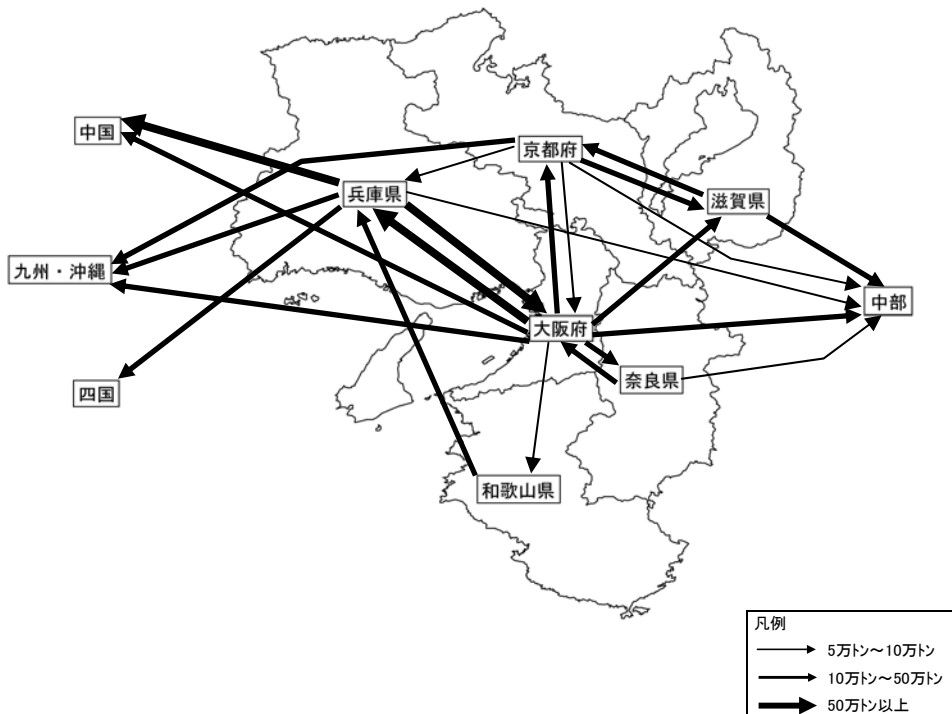 中国
京都府
兵庫県
滋賀県
九州・沖縄
中部
大阪府
奈良県
四国
和歌山県
凡例
5万トン～10万トン
10万トン～50万トン
50万トン以上